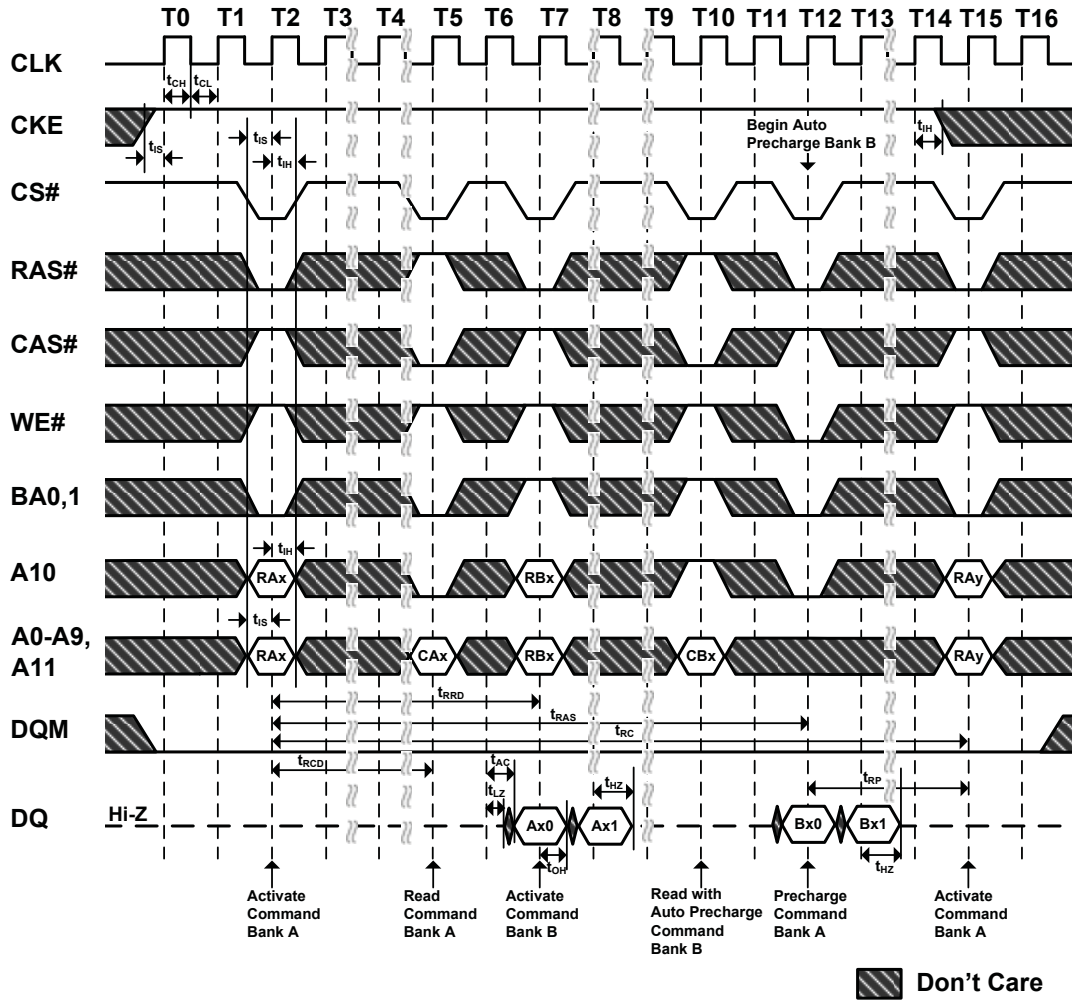 T0 T1 T2 T3 T4 T5 T6 T7 T8 T9 T10 T11 T12 T13 T14 T15 T16
CLK
tCH tCL
CKE
tIS
tIS
tIH
Begin Auto
Precharge Bank B
tIH
CS#
RAS#
CAS#
WE#
BA0,1
tIH
A10
RAx RBx RAy
tIS
A0-A9,
A11
RAx CAx RBx CBx RAy
tRRD
tRAS
tRC
DQM
tRCD
tAC
tLZ
tHZ
tRP
DQ
Hi-Z
Ax0 Ax1 Bx0 Bx1
tOH
tHZ
Activate
Command
Bank A
Read
Command
Bank A
Activate
Command
Bank B
Read with
Auto Precharge
Command
Bank B
Precharge
Command
Bank A
Activate
Command
Bank A
Don't Care